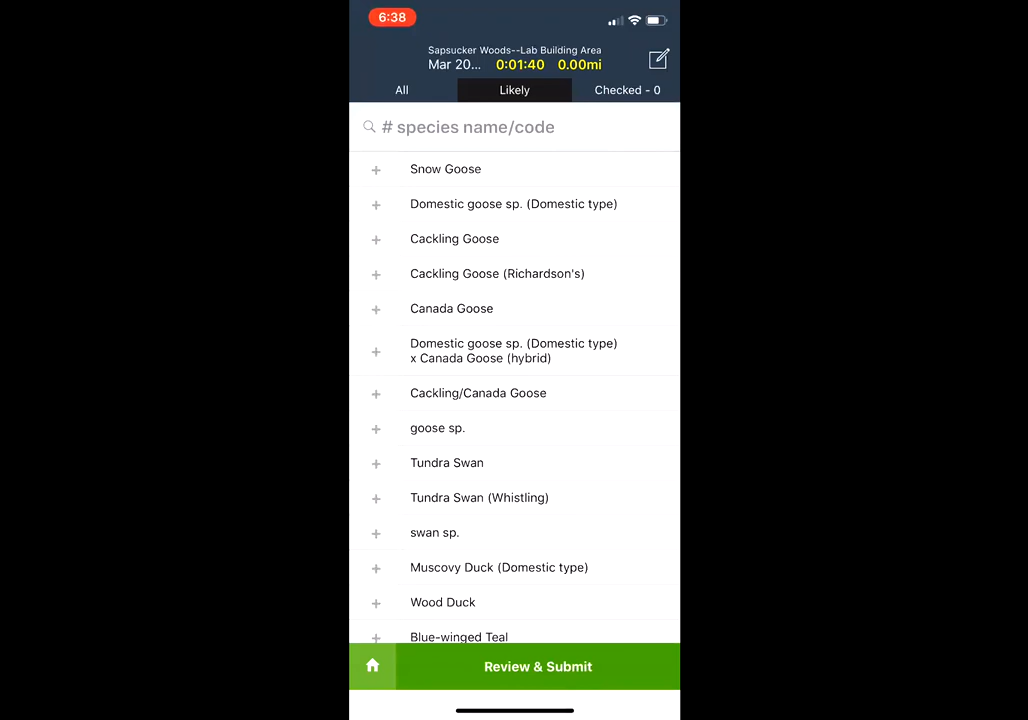 6:38
Sapsucker Woods--Lab Building Area
Mar 20... 0:01:40 0.00mi
All Likely Checked - 0
# species name/code
+ Snow Goose
+ Domestic goose sp. (Domestic type)
+ Cackling Goose
+ Cackling Goose (Richardson's)
+ Canada Goose
+ Domestic goose sp. (Domestic type)
x Canada Goose (hybrid)
+ Cackling/Canada Goose
+ goose sp.
+ Tundra Swan
+ Tundra Swan (Whistling)
+ swan sp.
+ Muscovy Duck (Domestic type)
+ Wood Duck
+ Blue-winged Teal
Review & Submit